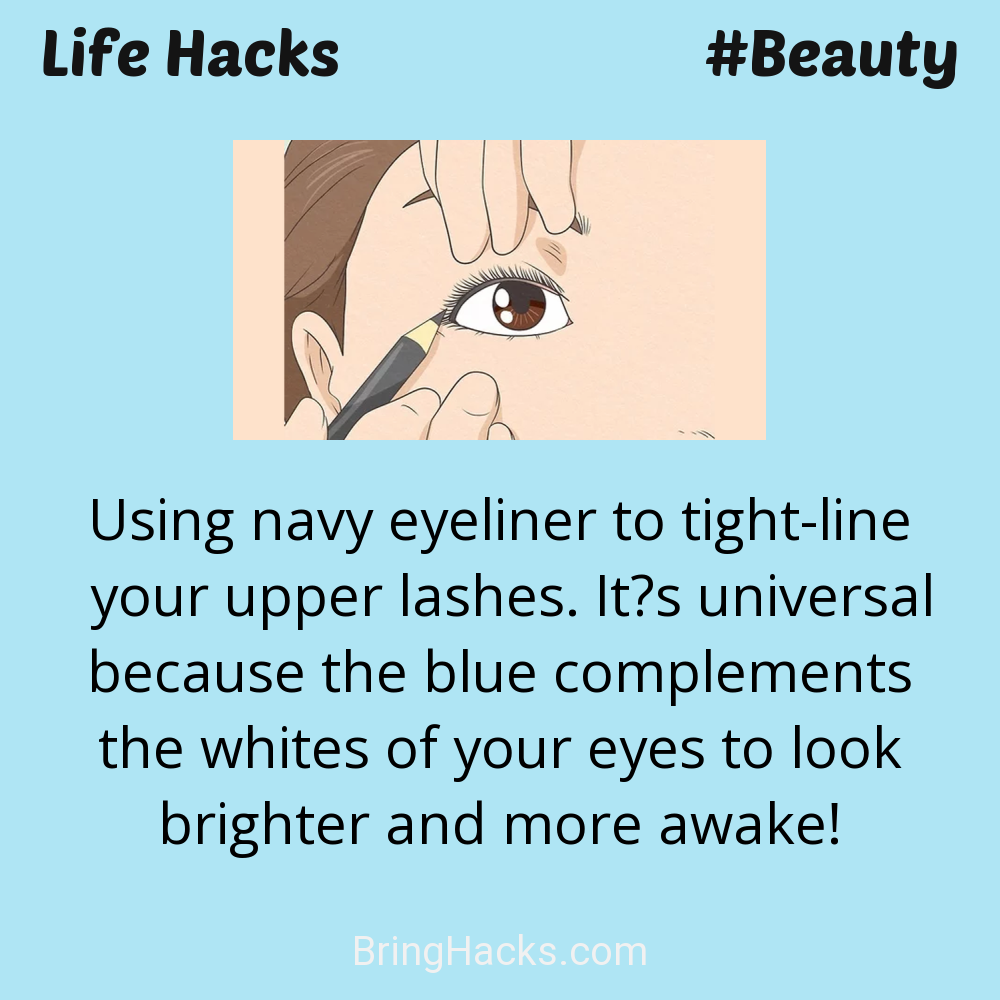 Life Hacks #Beauty
Using navy eyeliner to tight-line
your upper lashes. It?s universal
because the blue complements
the whites of your eyes to look
brighter and more awake!
BringHacks.com